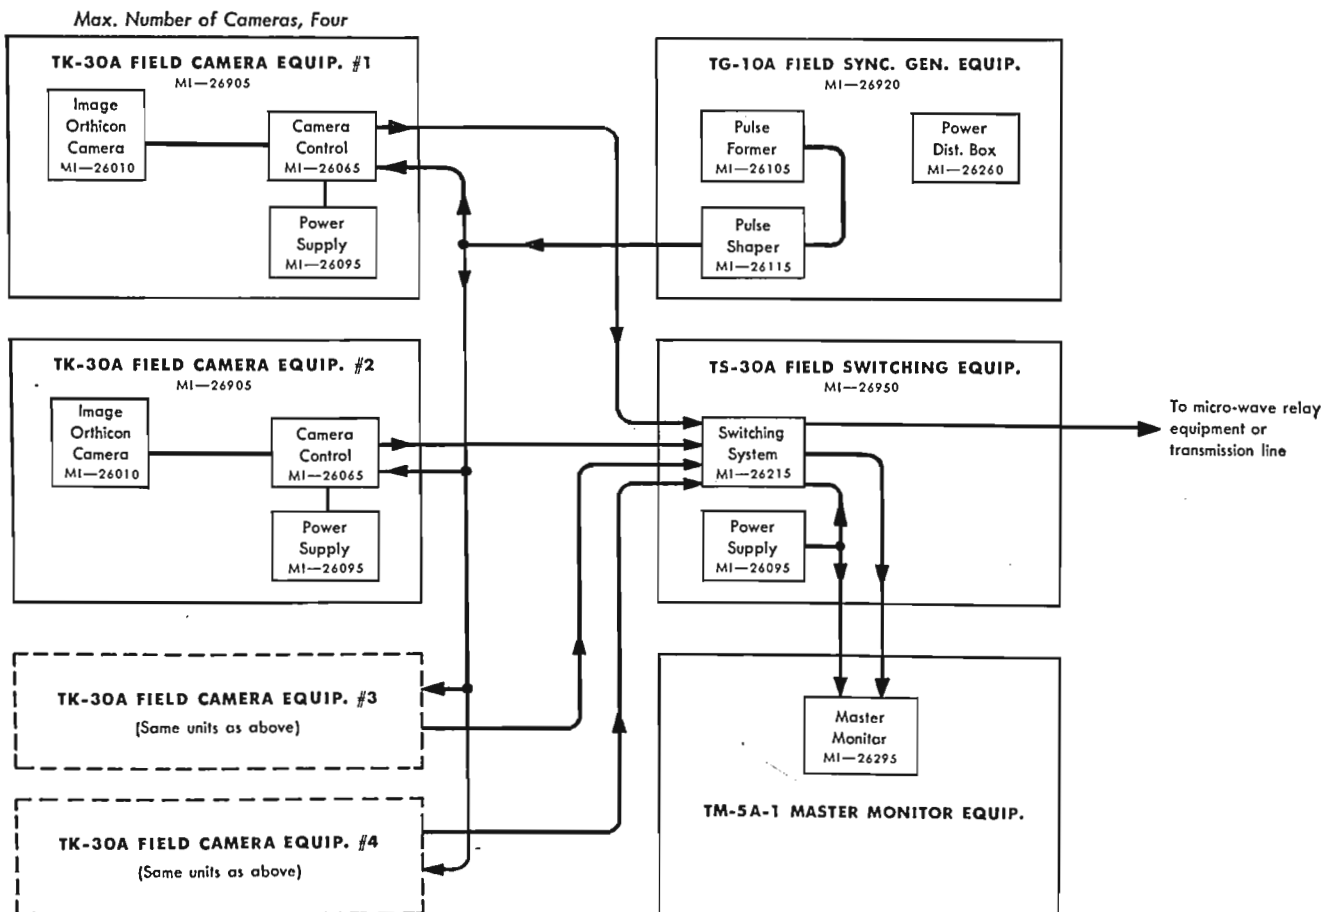 Max. Number of Cameras, Four
TK-30A FIELD CAMERA EQUIP. #1
MI—26905
Image
Orthicon
Camera
MI—26010
Camera
Control
MI—26065
Power
Supply
MI—26095
TG-10A FIELD SYNC. GEN. EQUIP.
MI—26920
Pulse
Former
MI—26105
Power
Dist. Box
MI—26260
Pulse
Shaper
MI—26115
TK-30A FIELD CAMERA EQUIP. #2
MI—26905
Image
Orthicon
Camera
MI—26010
Camera
Control
MI—26065
Power
Supply
MI—26095
TS-30A FIELD SWITCHING EQUIP.
MI—26950
Switching
System
MI—26215
Power
Supply
MI—26095
To micro-wave relay
equipment or
transmission line
TK-30A FIELD CAMERA EQUIP. #3
(Same units as above)
TK-30A FIELD CAMERA EQUIP. #4
(Same units as above)
Master
Monitar
MI—26295
TM-5A-1 MASTER MONITOR EQUIP.